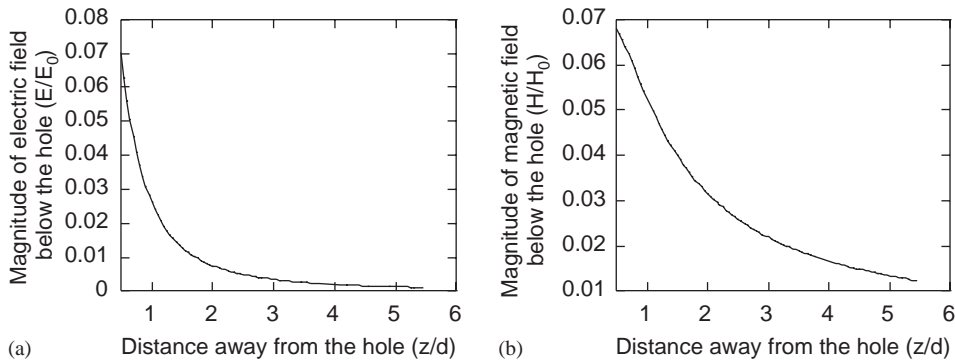 Magnitude of electric field
below the hole (E/E₀)
0.08
0.07
0.06
0.05
0.04
0.03
0.02
0.01
0
1 2 3 4 5 6
(a) Distance away from the hole (z/d)
Magnitude of magnetic field
below the hole (H/H₀)
0.07
0.06
0.05
0.04
0.03
0.02
0.01
1 2 3 4 5 6
(b) Distance away from the hole (z/d)